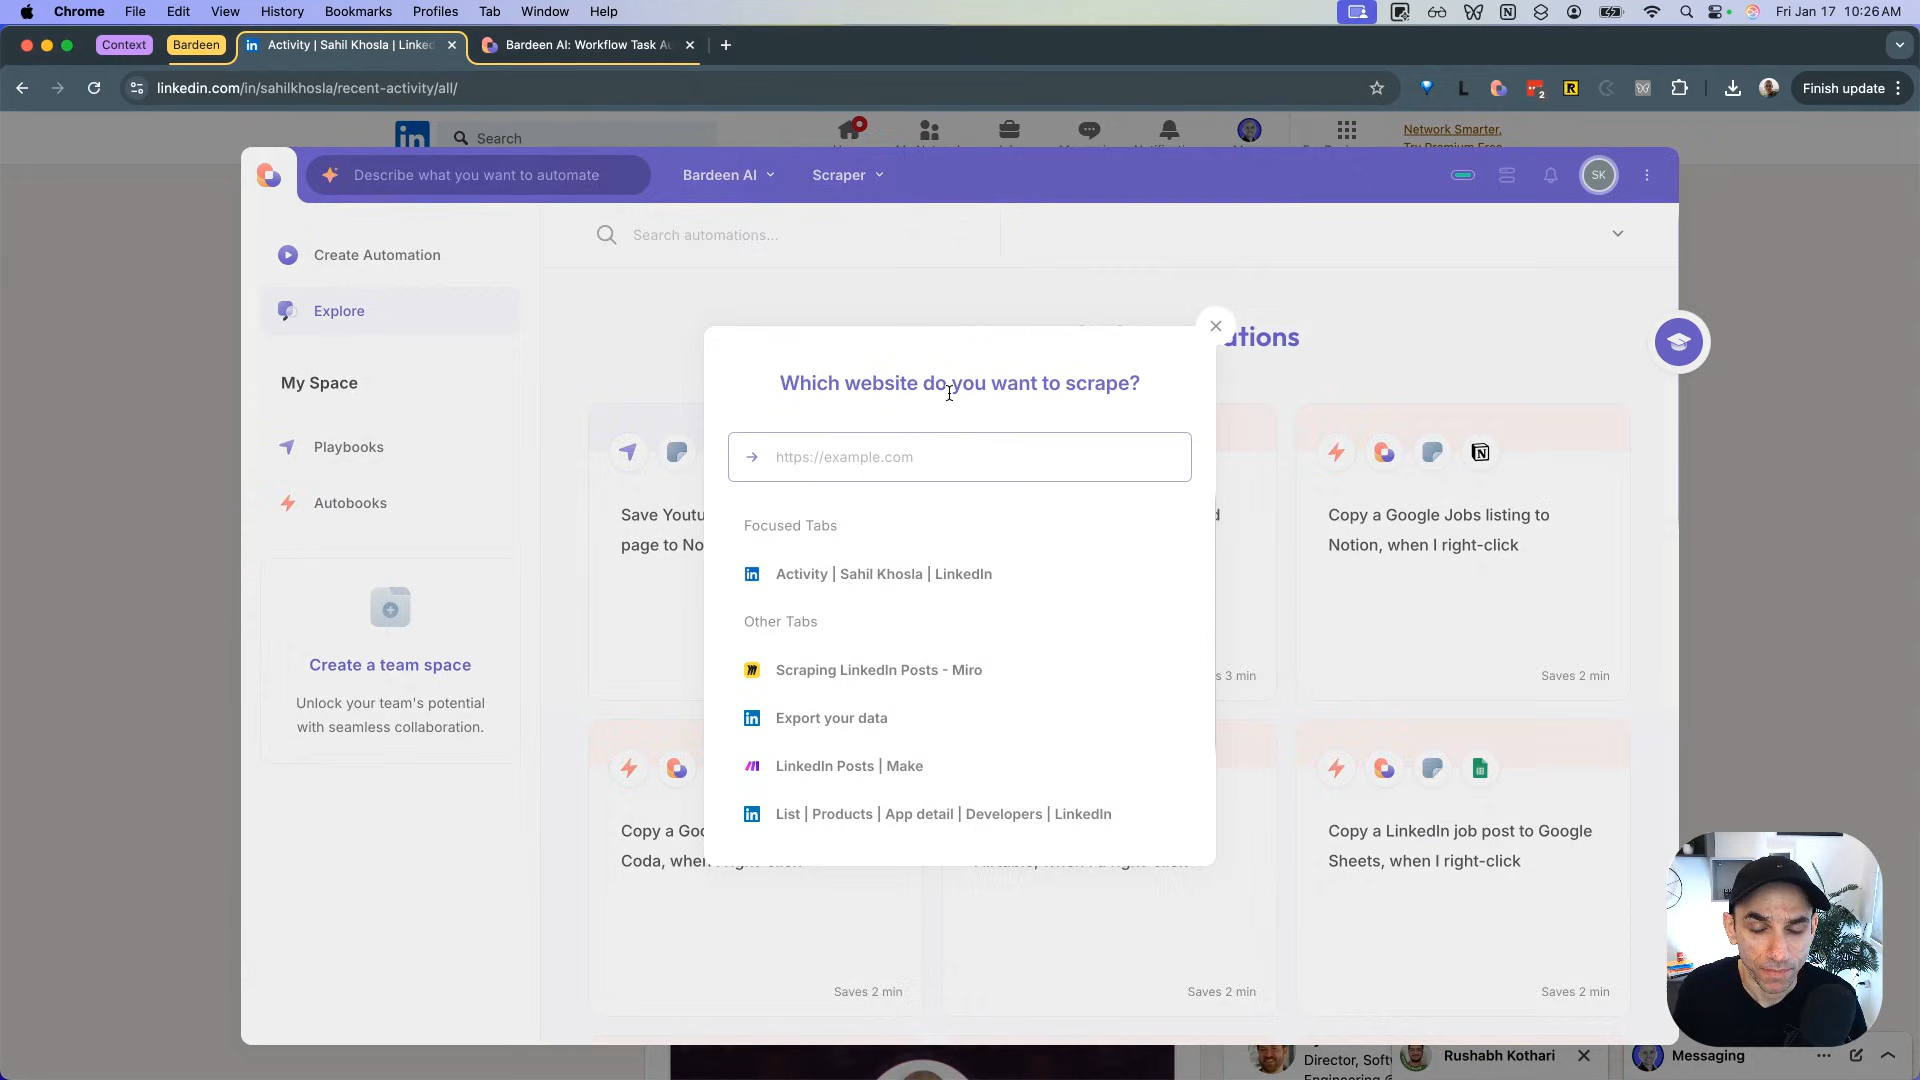 Chrome File Edit View History Bookmarks Profiles Tab Window Help Fri Jan 17 10:26 AM
Context Bardeen Activity | Sahil Khosla | Linked Bardeen AI: Workflow Task Au
linkedin.com/in/sahilkhosla/recent-activity/all/ 2 Finish update
Search Network Smarter,
Describe what you want to automate Bardeen AI Scraper SK
Search automations...
Create Automation
Explore
My Space
Playbooks
Autobooks
Create a team space
Unlock your team's potential
with seamless collaboration.
Which website do you want to scrape?
https://example.com
Focused Tabs
Activity | Sahil Khosla | LinkedIn
Other Tabs
Scraping LinkedIn Posts - Miro
Export your data
LinkedIn Posts | Make
List | Products | App detail | Developers | LinkedIn
Save Youtu
page to No
Copy a Google Jobs listing to
Notion, when I right-click
s 3 min
Saves 2 min
Copy a Goo
Coda, when
Copy a LinkedIn job post to Google
Sheets, when I right-click
Saves 2 min
Saves 2 min
Saves 2 min
Director, Softw
Engineering @
Rushabh Kothari
Messaging